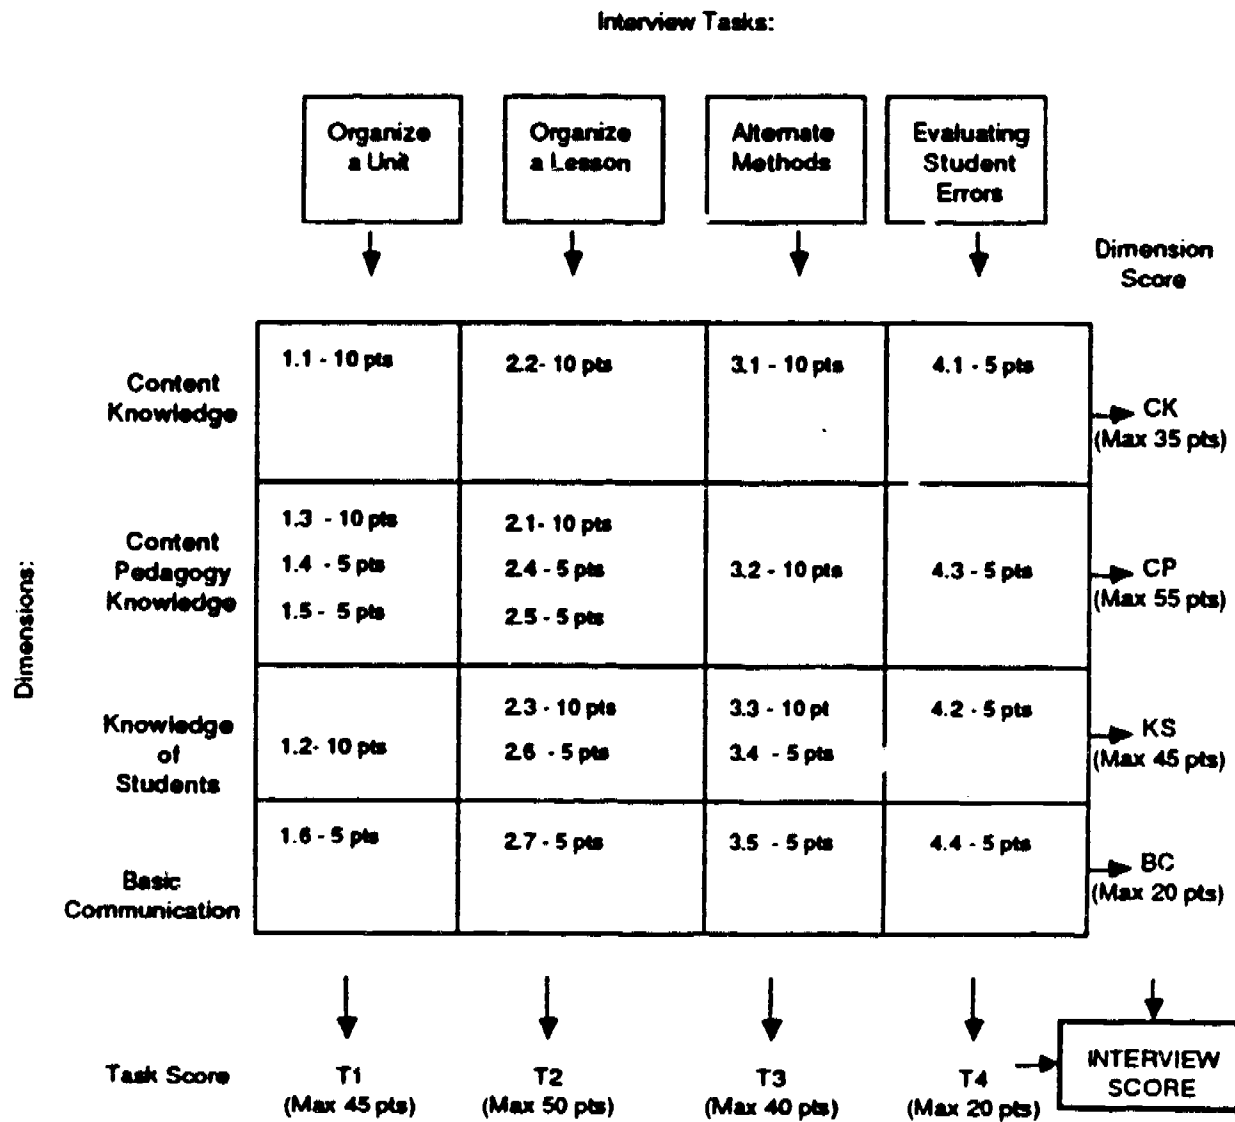 Interview Tasks:
Organize
a Unit
Organize
a Lesson
Alternate
Methods
Evaluating
Student
Errors
Dimension
Score
Dimensions:
Content
Knowledge
1.1 - 10 pts
2.2- 10 pts
3.1 - 10 pts
4.1 - 5 pts
CK
(Max 35 pts)
Content
Pedagogy
Knowledge
1.3 - 10 pts
1.4 - 5 pts
1.5 - 5 pts
2.1- 10 pts
2.4 - 5 pts
2.5 - 5 pts
3.2 - 10 pts
4.3 - 5 pts
CP
(Max 55 pts)
Knowledge
of
Students
1.2- 10 pts
2.3 - 10 pts
2.6 - 5 pts
3.3 - 10 pt
3.4 - 5 pts
4.2 - 5 pts
KS
(Max 45 pts)
Basic
Communication
1.6 - 5 pts
2.7 - 5 pts
3.5 - 5 pts
4.4 - 5 pts
BC
(Max 20 pts)
Task Score
T1
(Max 45 pts)
T2
(Max 50 pts)
T3
(Max 40 pts)
T4
(Max 20 pts)
INTERVIEW
SCORE